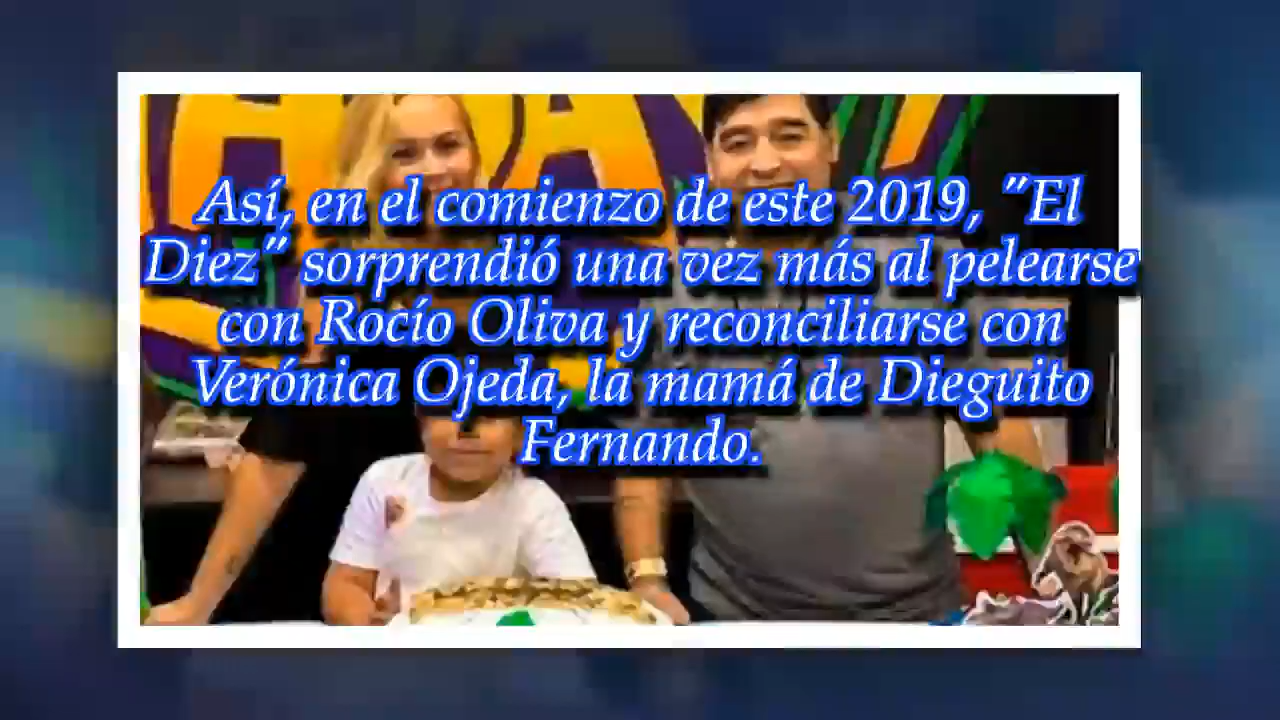 Así, en el comienzo de este 2019, "El
Diez" sorprendió una vez más al pelearse
con Rocío Oliva y reconciliarse con
Verónica Ojeda, la mamá de Dieguito
Fernando.